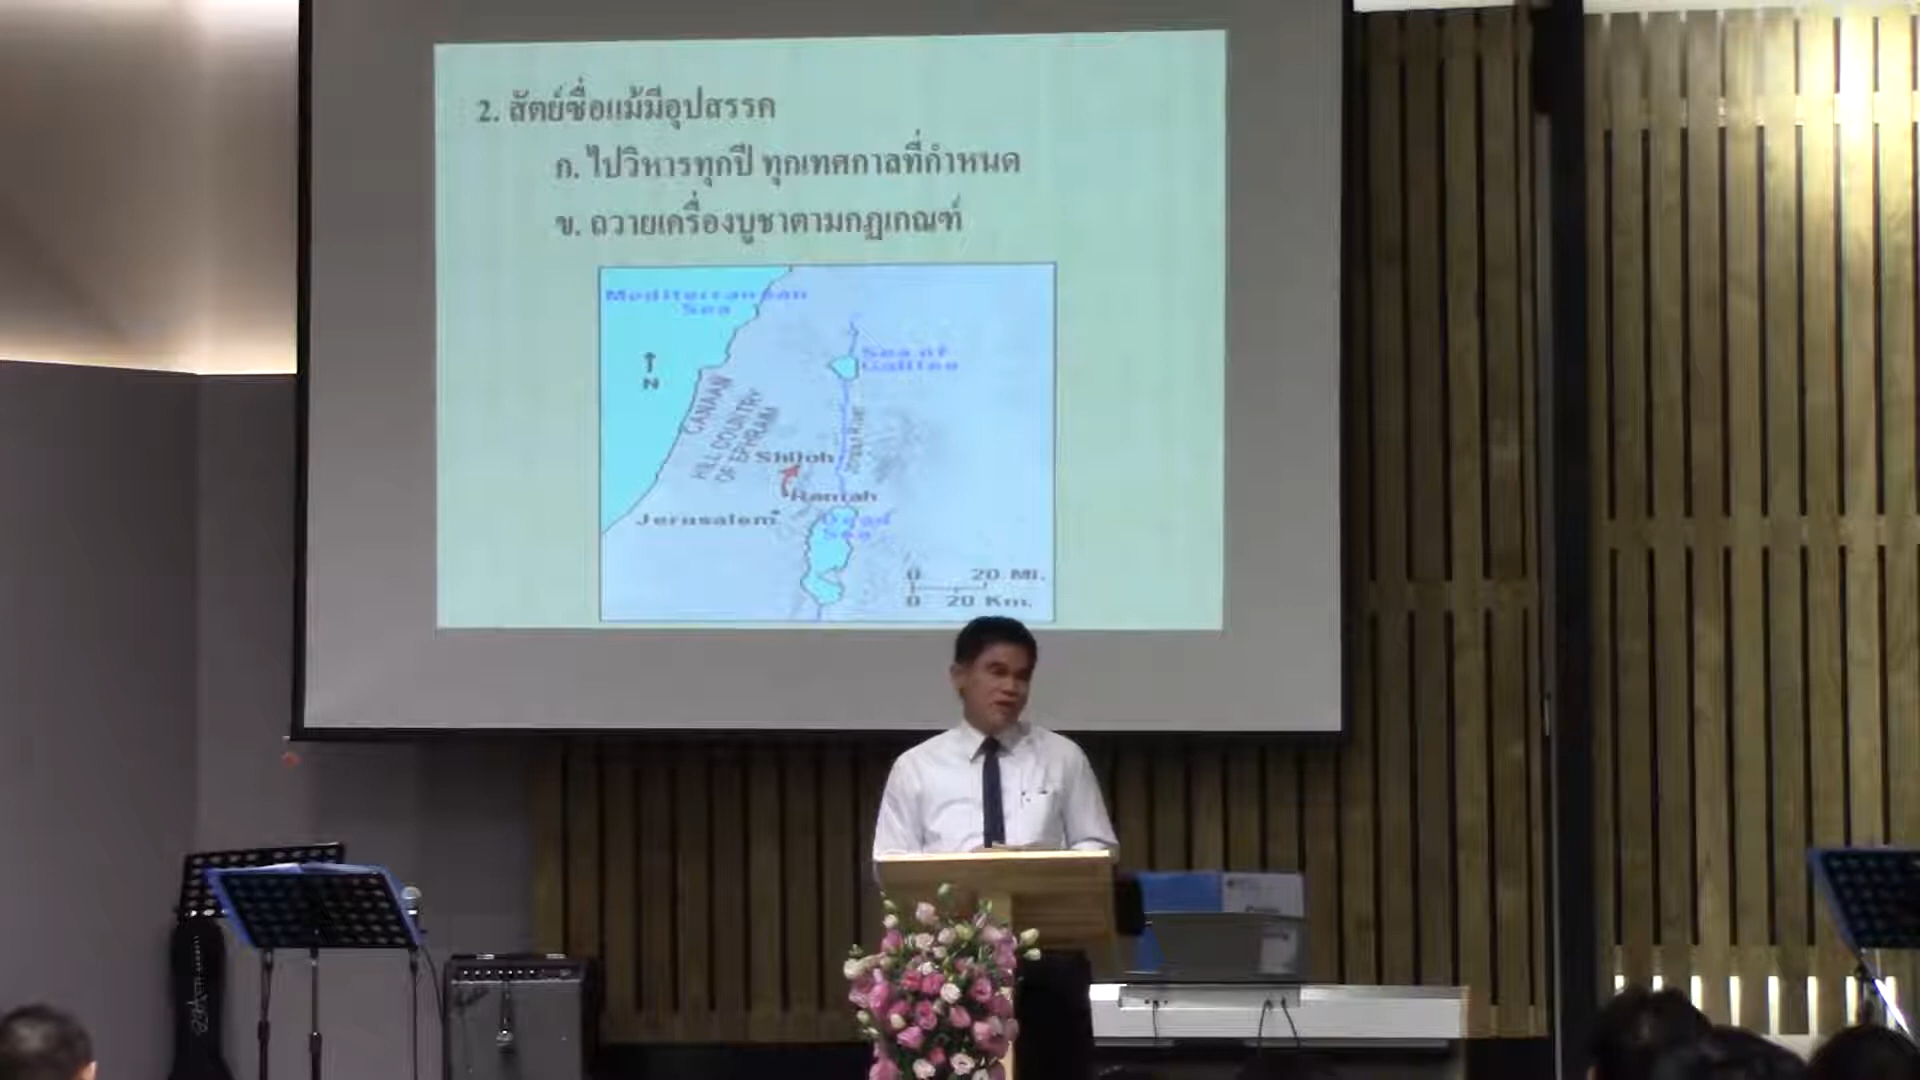 2. สัตย์ซื่อแม้มีอุปสรรค
ก. ไปวิหารทุกปี ทุกเทศกาลที่กำหนด
ข. ถวายเครื่องบูชาตามกฏเกณฑ์
Mediterranean
Sea
N
Sea of
Galilee
CANAAN
HILL COUNTRY
OF EPHRAIM
Shiloh
Ramah
Jerusalem
Dead
Sea
0 20 Mi.
0 20 Km.